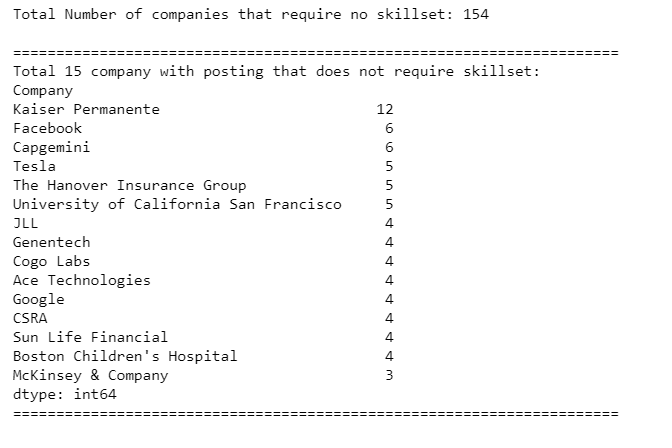 Total Number of companies that require no skillset: 154
=======================================================================
Total 15 company with posting that does not require skillset:
Company
Kaiser Permanente 12
Facebook 6
Capgemini 6
Tesla 5
The Hanover Insurance Group 5
University of California San Francisco 5
JLL 4
Genentech 4
Cogo Labs 4
Ace Technologies 4
Google 4
CSRA 4
Sun Life Financial 4
Boston Children's Hospital 4
McKinsey & Company 3
dtype: int64
=======================================================================